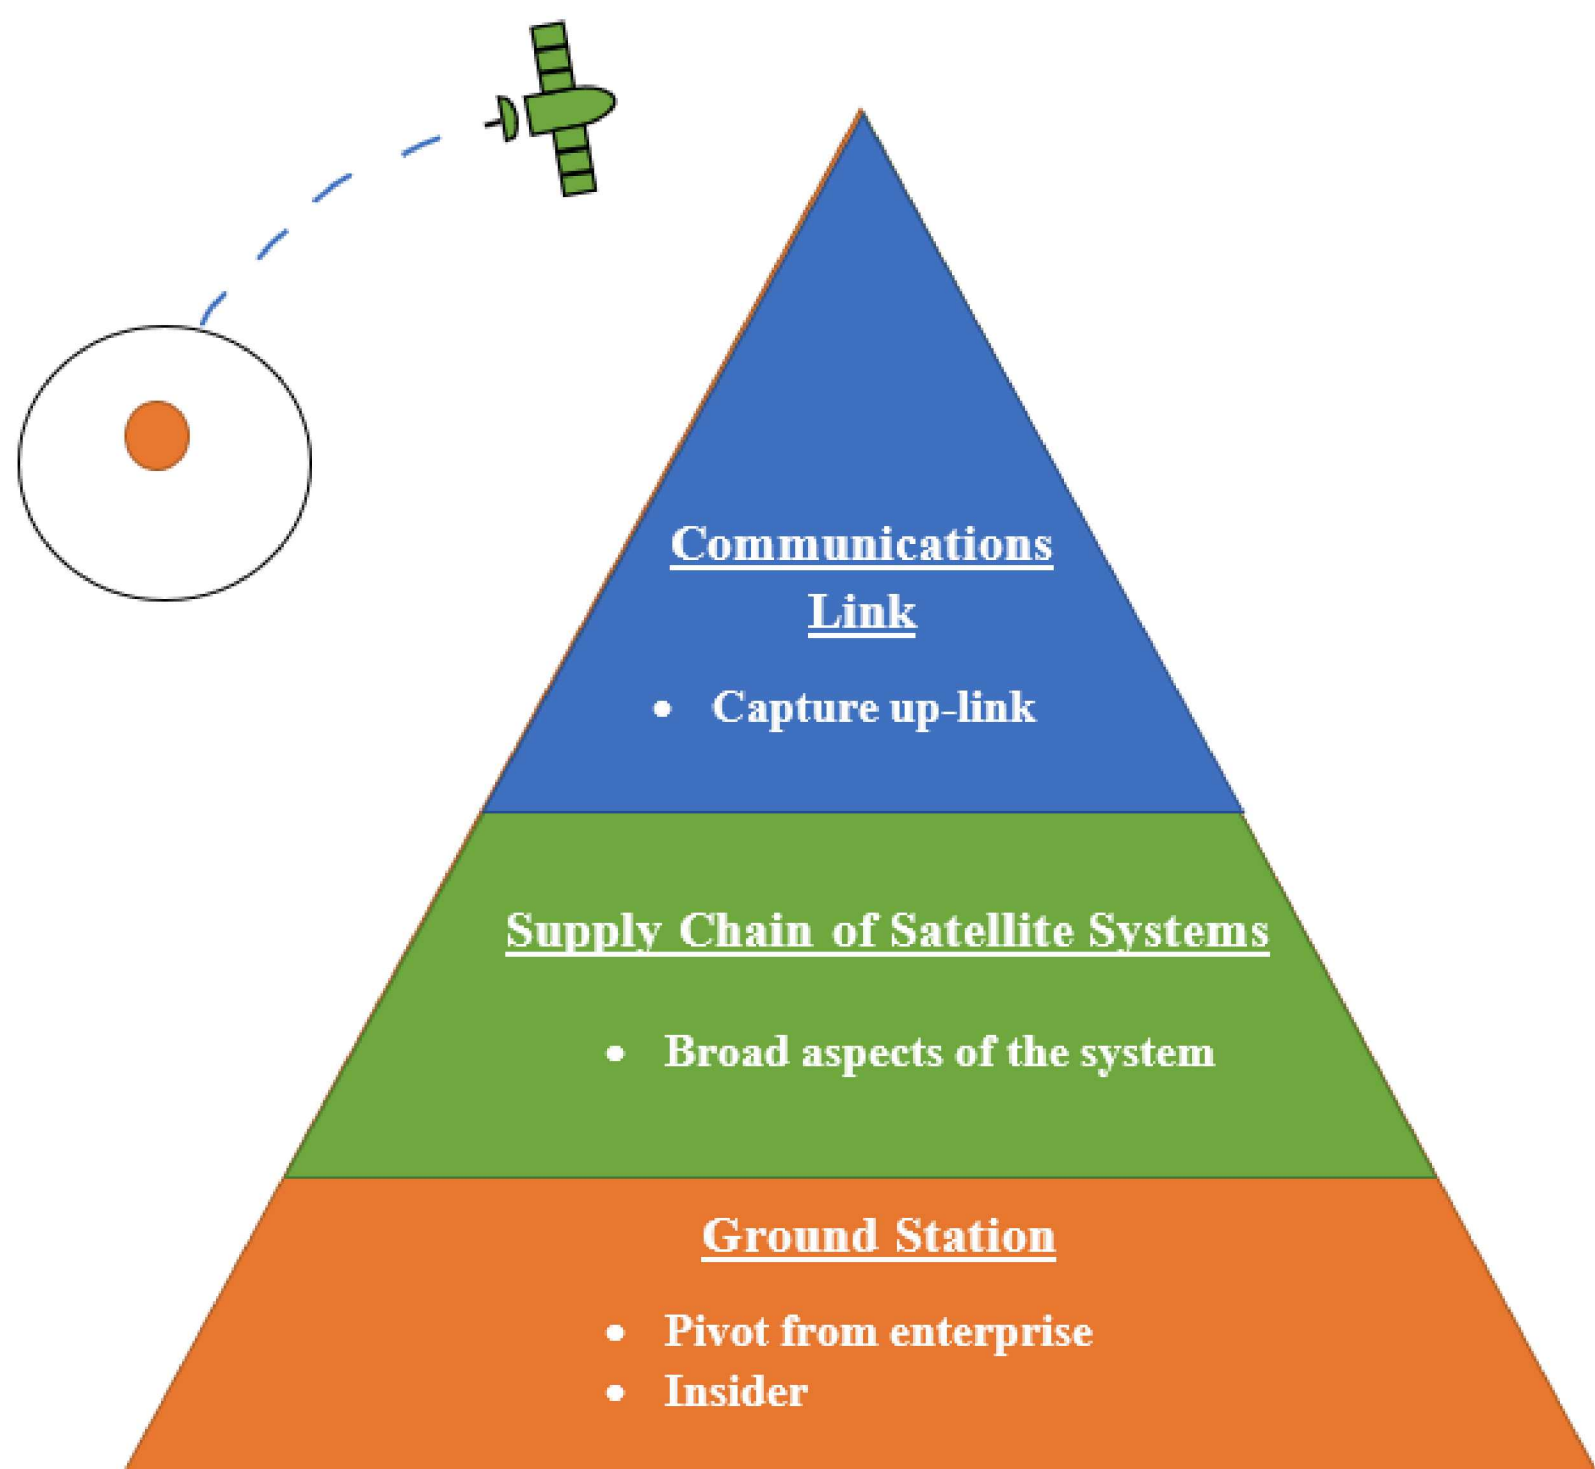 Communications
Link
• Capture up-link
Supply Chain of Satellite Systems
• Broad aspects of the system
Ground Station
• Pivot from enterprise
• Insider